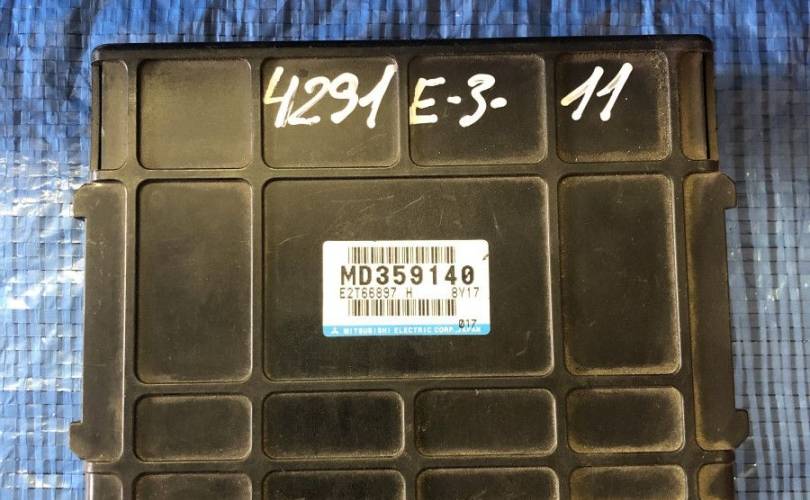 4291 E-3- 11
MD359140
E2T66897 H 8Y17
017
MITSUBISHI ELECTRIC CORP. JAPAN